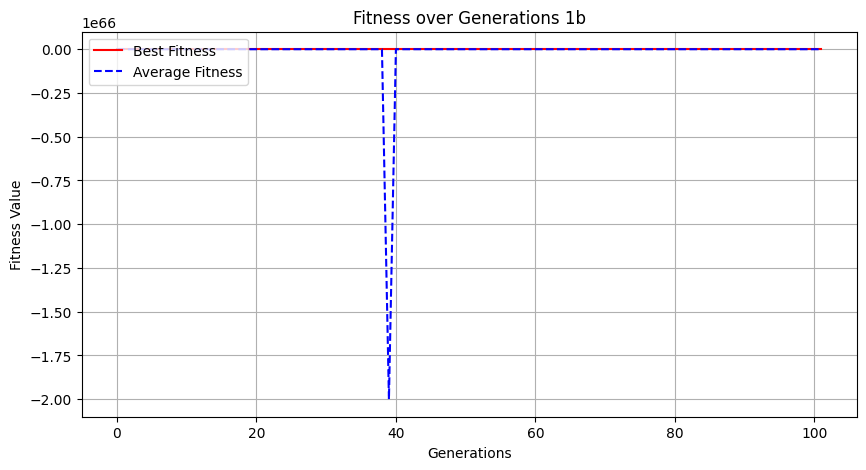 Fitness over Generations 1b
1e66
Best Fitness
Average Fitness
0.00
−0.25
−0.50
−0.75
−1.00
−1.25
−1.50
−1.75
−2.00
Fitness Value
0 20 40 60 80 100
Generations